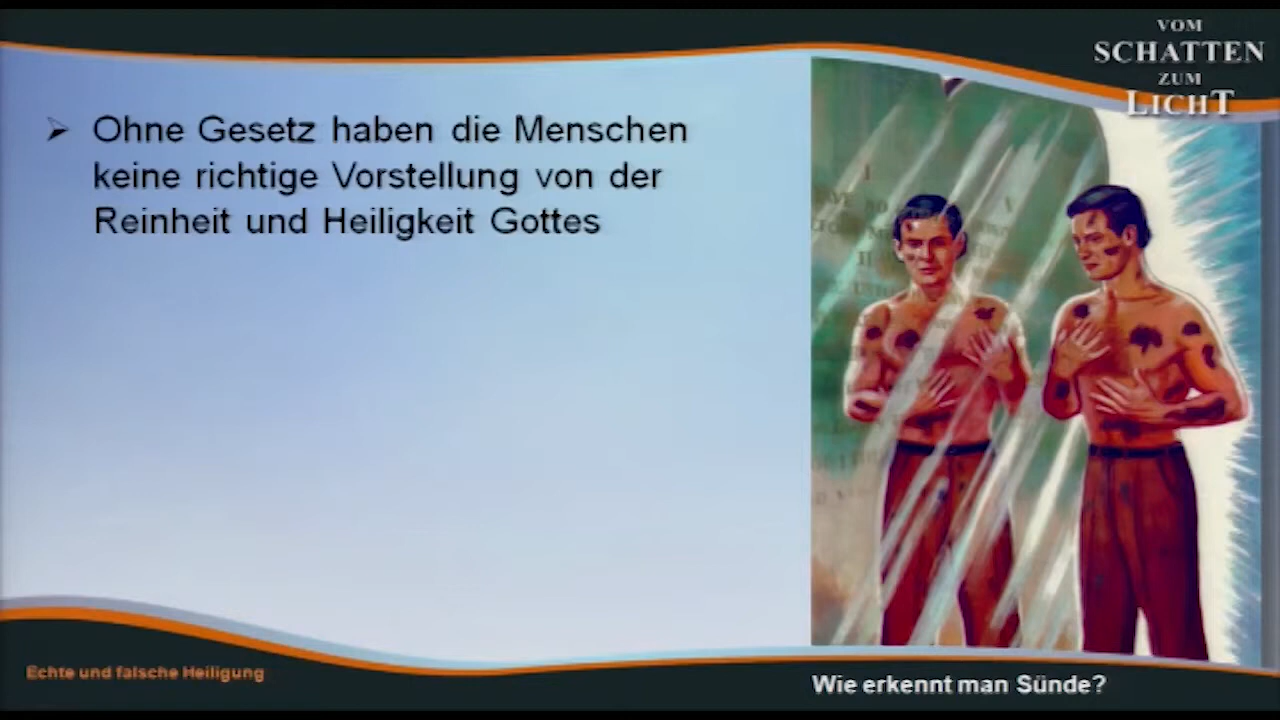 VOM
SCHATTEN
ZUM
LICHT
➢ Ohne Gesetz haben die Menschen
keine richtige Vorstellung von der
Reinheit und Heiligkeit Gottes
I
V
II
Echte und falsche Heiligung
Wie erkennt man Sünde?